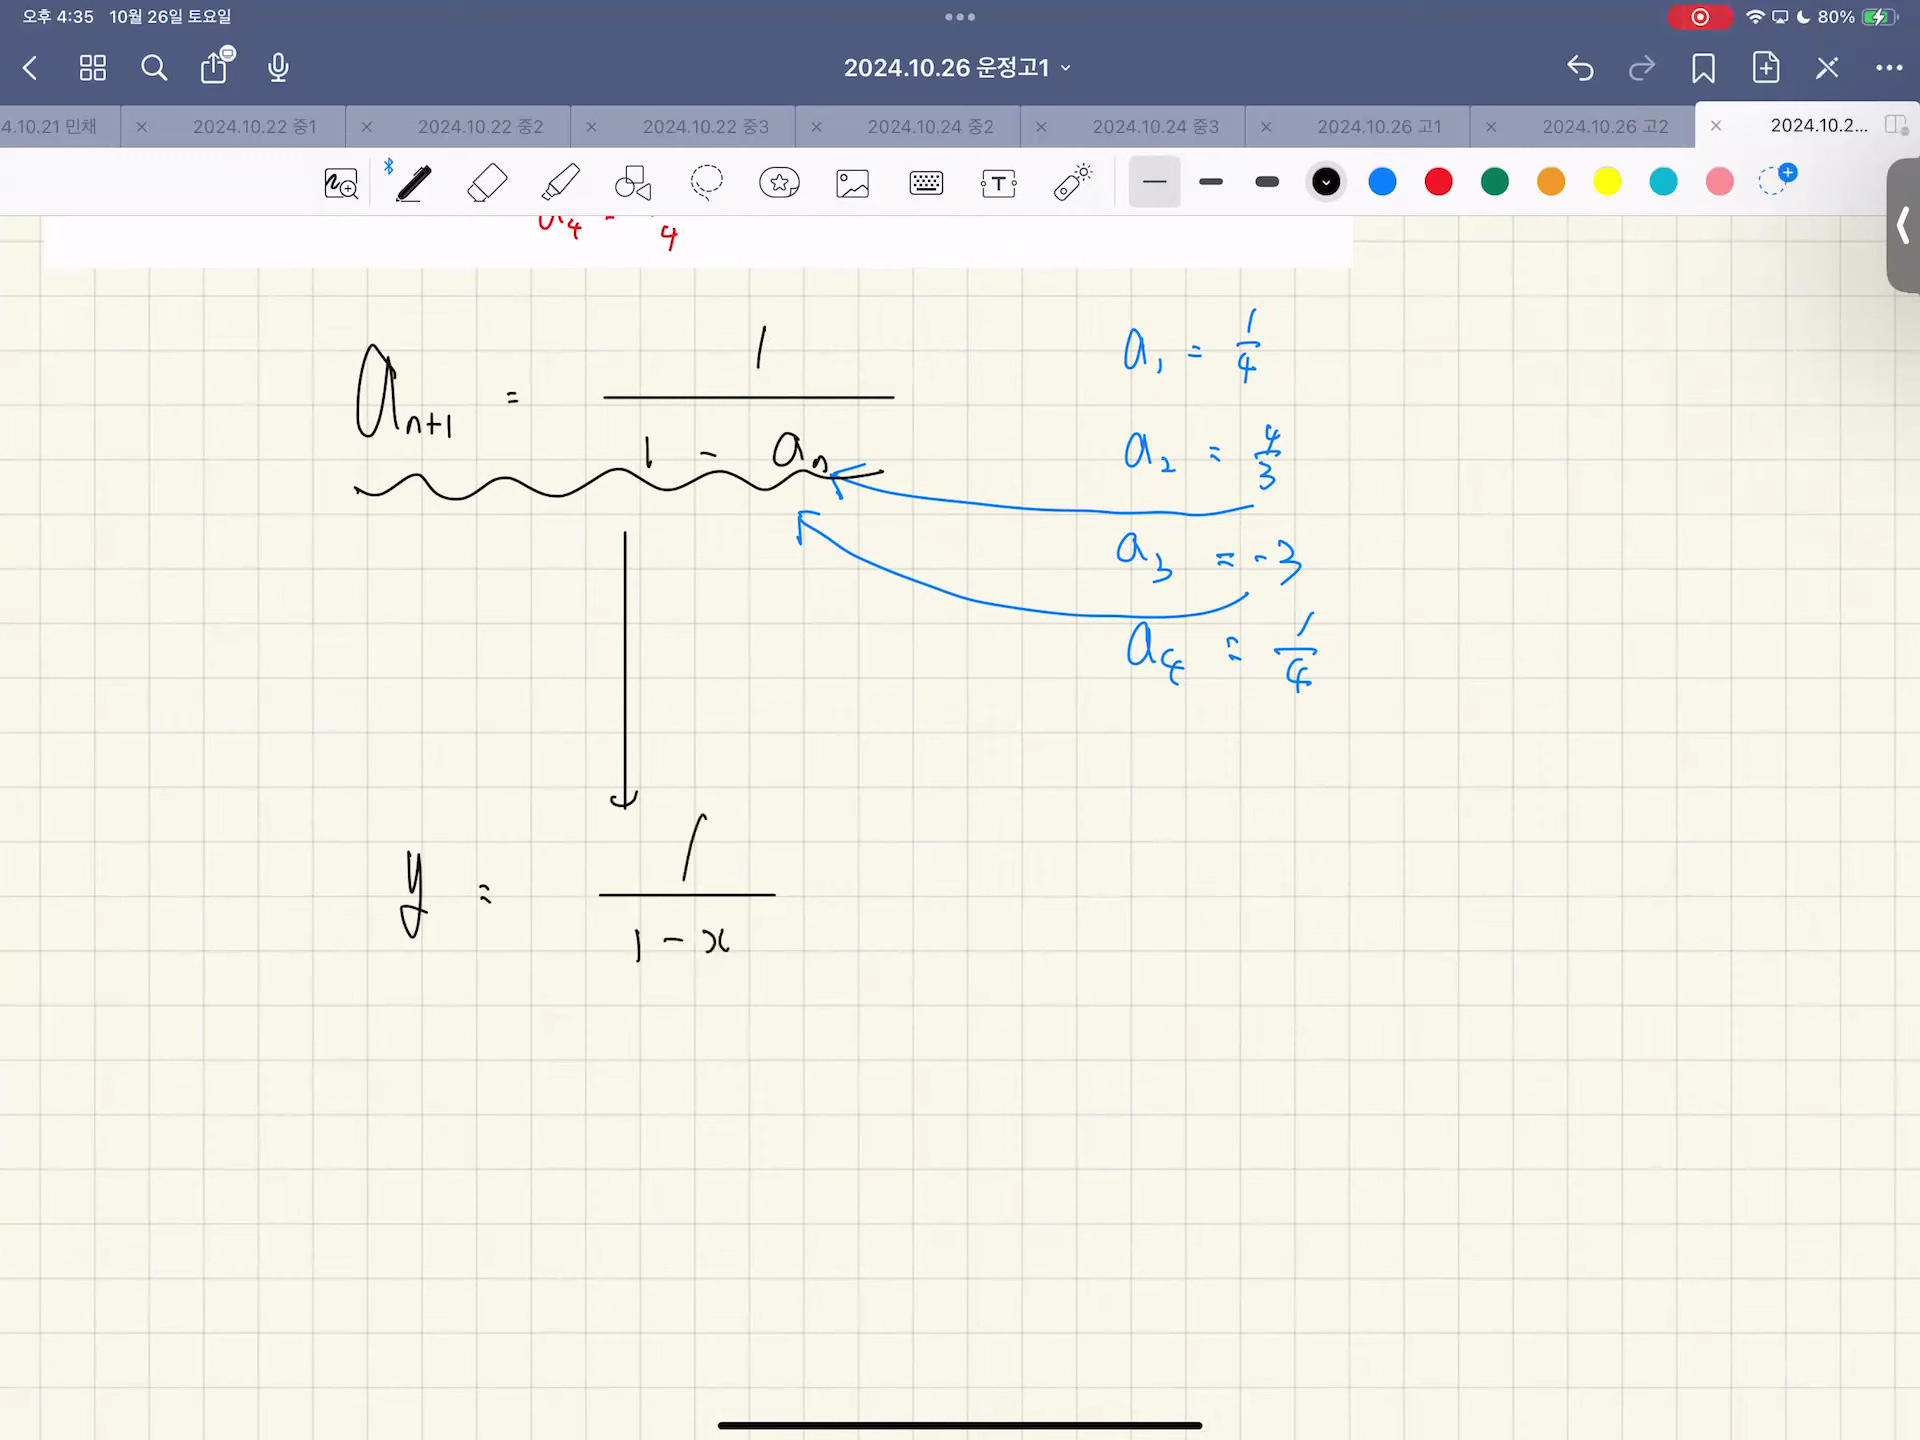 오후 4:35 10월 26일 토요일
80%
2024.10.26 운정고1
4.10.21 민채
2024.10.22 중1
2024.10.22 중2
2024.10.22 중3
2024.10.24 중2
2024.10.24 중3
2024.10.26 고1
2024.10.26 고2
2024.10.2...
4
4
a_{n+1} = 1 / (1 - a_n)
a_1 = 1/4
a_2 = 4/3
a_3 = -3
a_4 = 1/4
y = 1 / (1 - x)